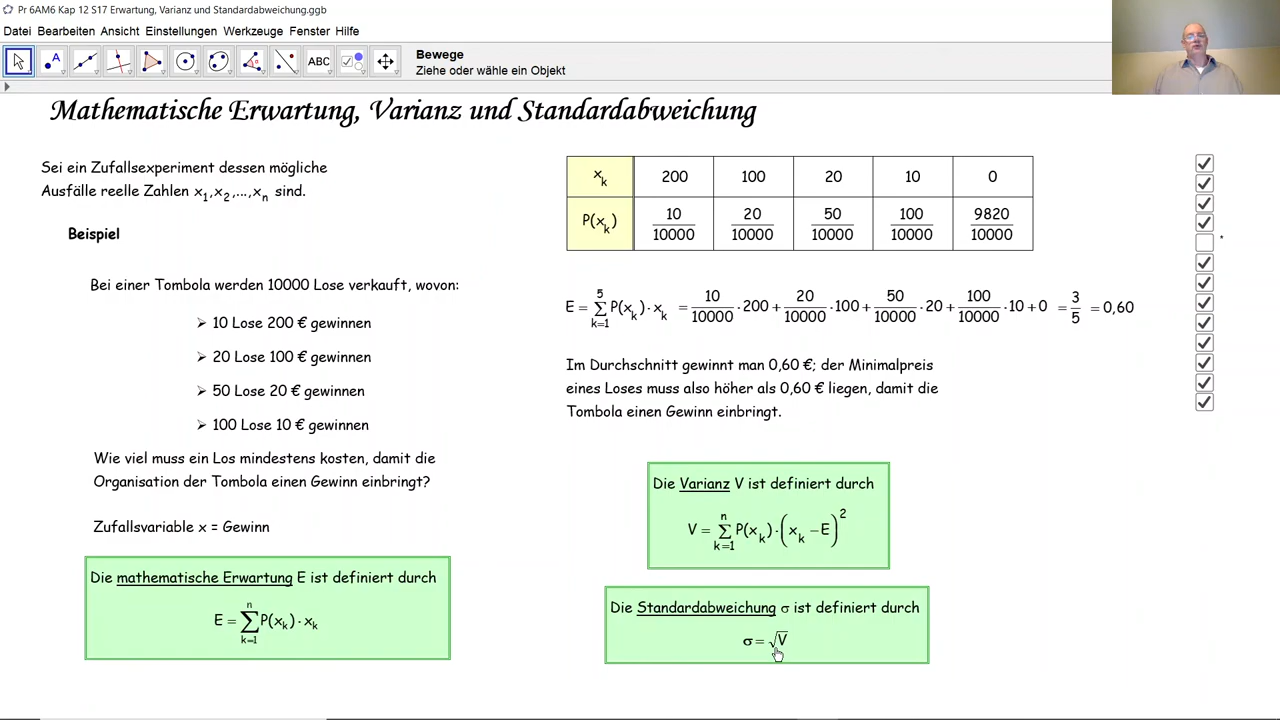 Pr 6AM6 Kap 12 S17 Erwartung, Varianz und Standardabweichung.ggb
Datei Bearbeiten Ansicht Einstellungen Werkzeuge Fenster Hilfe
A
ABC
Bewege
Ziehe oder wähle ein Objekt
Mathematische Erwartung, Varianz und Standardabweichung
Sei ein Zufallsexperiment dessen mögliche
Ausfälle reelle Zahlen x₁,x₂,...,xₙ sind.
Beispiel
Bei einer Tombola werden 10000 Lose verkauft, wovon:
➢ 10 Lose 200 € gewinnen
➢ 20 Lose 100 € gewinnen
➢ 50 Lose 20 € gewinnen
➢ 100 Lose 10 € gewinnen
Wie viel muss ein Los mindestens kosten, damit die
Organisation der Tombola einen Gewinn einbringt?
Zufallsvariable x = Gewinn
Die mathematische Erwartung E ist definiert durch
E = ∑ₖ₌₁ⁿ P(xₖ) · xₖ
xₖ 200 100 20 10 0
P(xₖ) 10/10000 20/10000 50/10000 100/10000 9820/10000
E = ∑ₖ₌₁⁵ P(xₖ) · xₖ = 10/10000 · 200 + 20/10000 · 100 + 50/10000 · 20 + 100/10000 · 10 + 0 = 3/5 = 0,60
Im Durchschnitt gewinnt man 0,60 €; der Minimalpreis
eines Loses muss also höher als 0,60 € liegen, damit die
Tombola einen Gewinn einbringt.
Die Varianz V ist definiert durch
V = ∑ₖ₌₁ⁿ P(xₖ) · (xₖ − E)²
Die Standardabweichung σ ist definiert durch
σ = √V